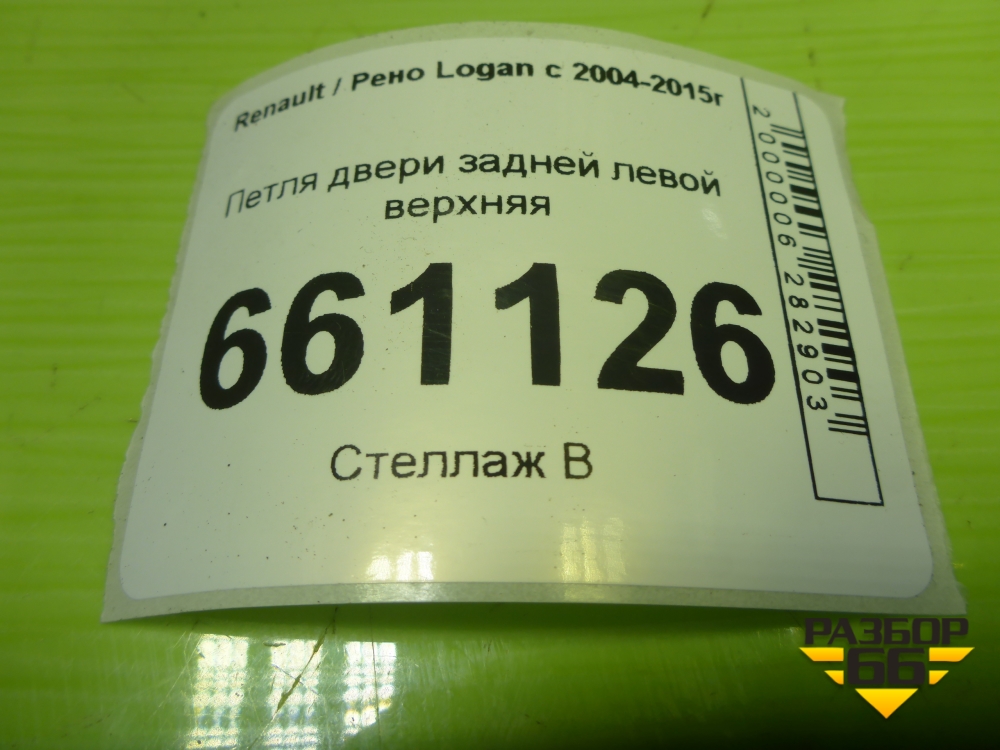 Renault / Рено Logan с 2004-2015г
Петля двери задней левой
верхняя
661126
Стеллаж В
2000006282903
РАЗБОР
66